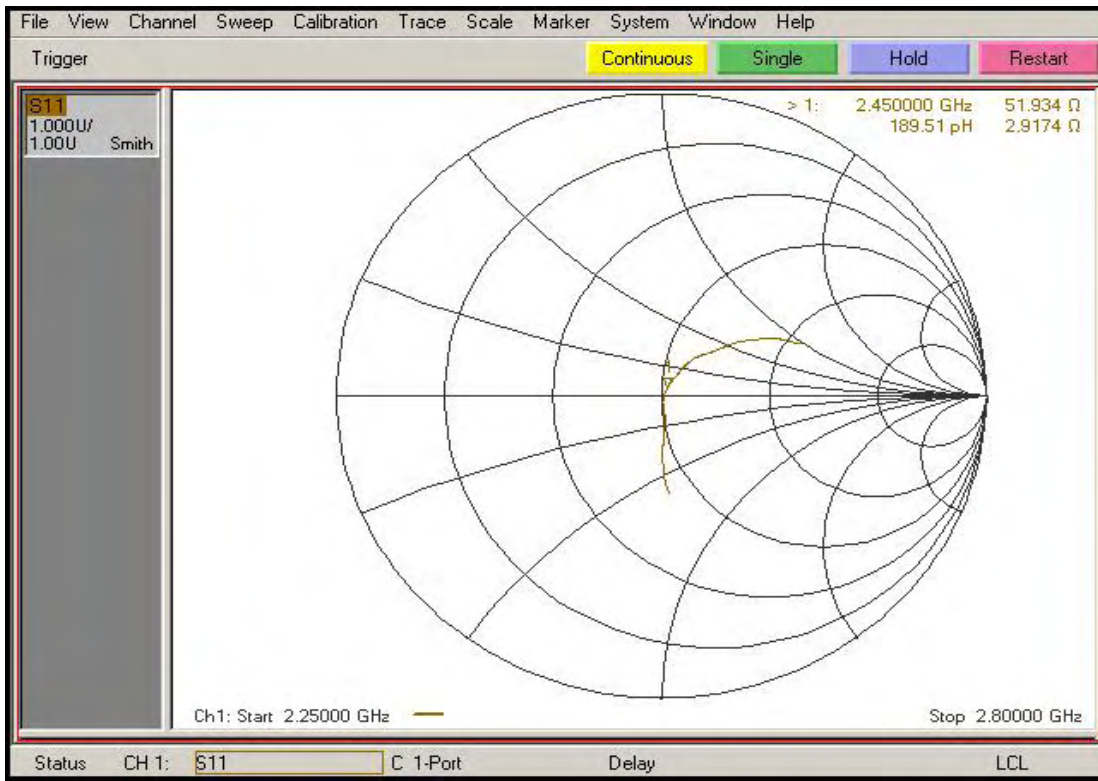 File View Channel Sweep Calibration Trace Scale Marker System Window Help
Trigger Continuous Single Hold Restart
S11
1.000U/
1.00U Smith
> 1: 2.450000 GHz 51.934 Ω
189.51 pH 2.9174 Ω
Ch1: Start 2.25000 GHz Stop 2.80000 GHz
Status CH 1: S11 C 1-Port Delay LCL